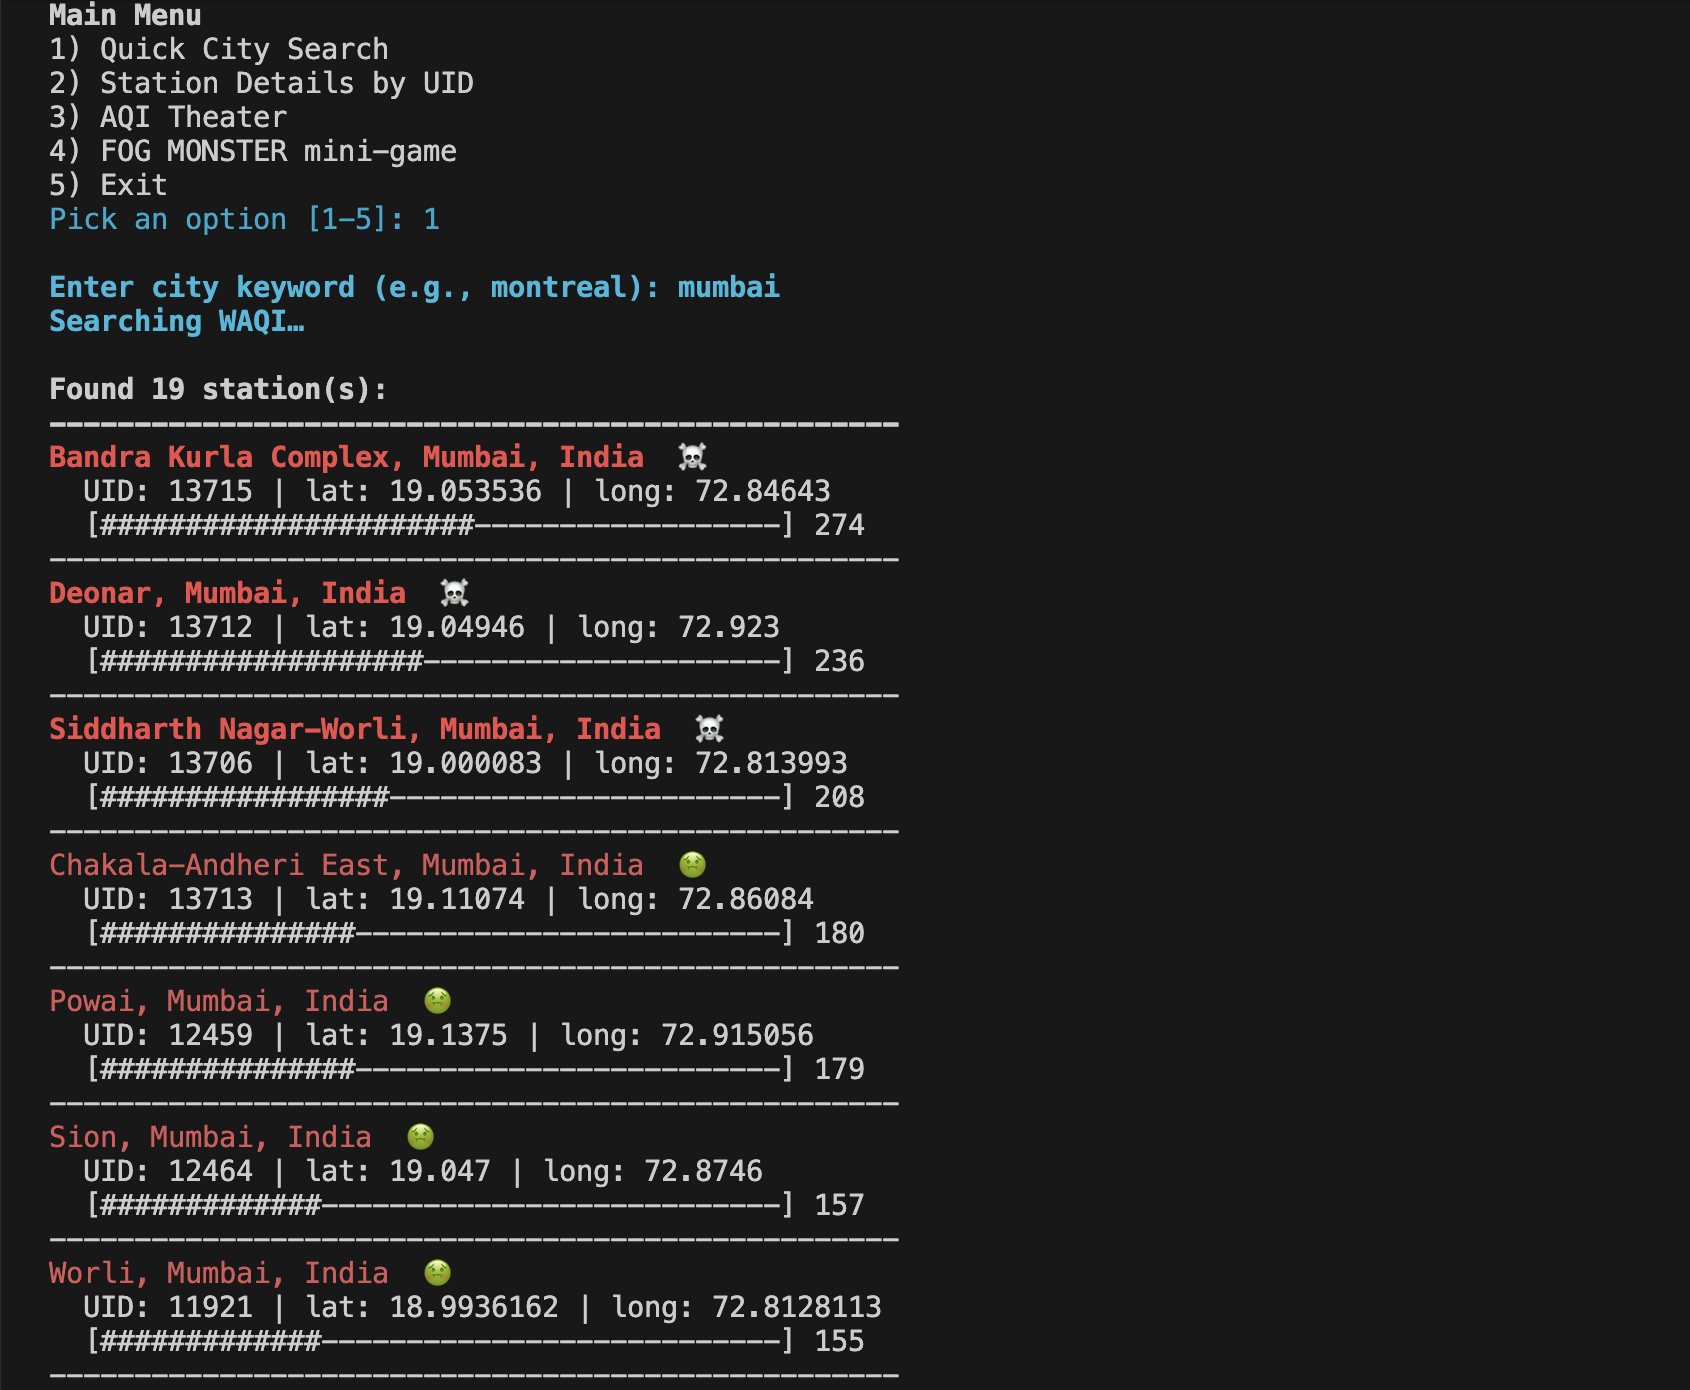 Main Menu
1) Quick City Search
2) Station Details by UID
3) AQI Theater
4) FOG MONSTER mini-game
5) Exit
Pick an option [1-5]: 1
Enter city keyword (e.g., montreal): mumbai
Searching WAQI…
Found 19 station(s):
--------------------------------------------------
Bandra Kurla Complex, Mumbai, India ☠️
UID: 13715 | lat: 19.053536 | long: 72.84643
[######################------------------] 274
--------------------------------------------------
Deonar, Mumbai, India ☠️
UID: 13712 | lat: 19.04946 | long: 72.923
[###################---------------------] 236
--------------------------------------------------
Siddharth Nagar-Worli, Mumbai, India ☠️
UID: 13706 | lat: 19.000083 | long: 72.813993
[#################-----------------------] 208
--------------------------------------------------
Chakala-Andheri East, Mumbai, India 🤢
UID: 13713 | lat: 19.11074 | long: 72.86084
[###############-------------------------] 180
--------------------------------------------------
Powai, Mumbai, India 🤢
UID: 12459 | lat: 19.1375 | long: 72.915056
[###############-------------------------] 179
--------------------------------------------------
Sion, Mumbai, India 🤢
UID: 12464 | lat: 19.047 | long: 72.8746
[#############---------------------------] 157
--------------------------------------------------
Worli, Mumbai, India 🤢
UID: 11921 | lat: 18.9936162 | long: 72.8128113
[#############---------------------------] 155
--------------------------------------------------